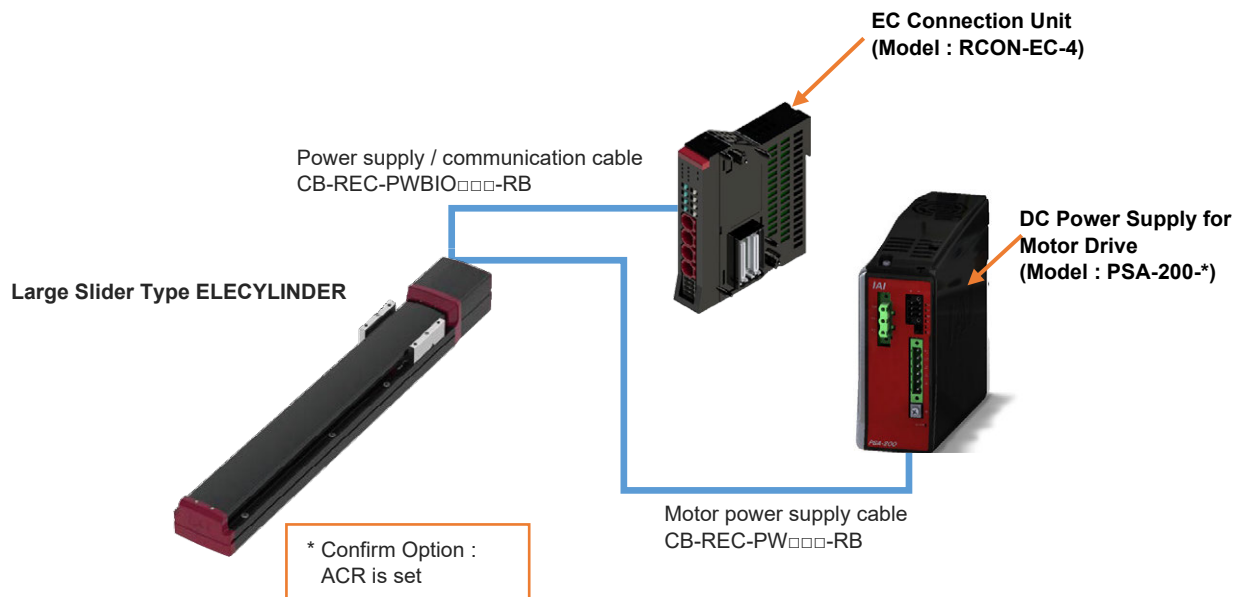 EC Connection Unit
(Model : RCON-EC-4)
Power supply / communication cable
CB-REC-PWBIO□□□-RB
DC Power Supply for
Motor Drive
(Model : PSA-200-*)
Large Slider Type ELECYLINDER
IAI
PSA-200
Motor power supply cable
CB-REC-PW□□□-RB
* Confirm Option :
ACR is set